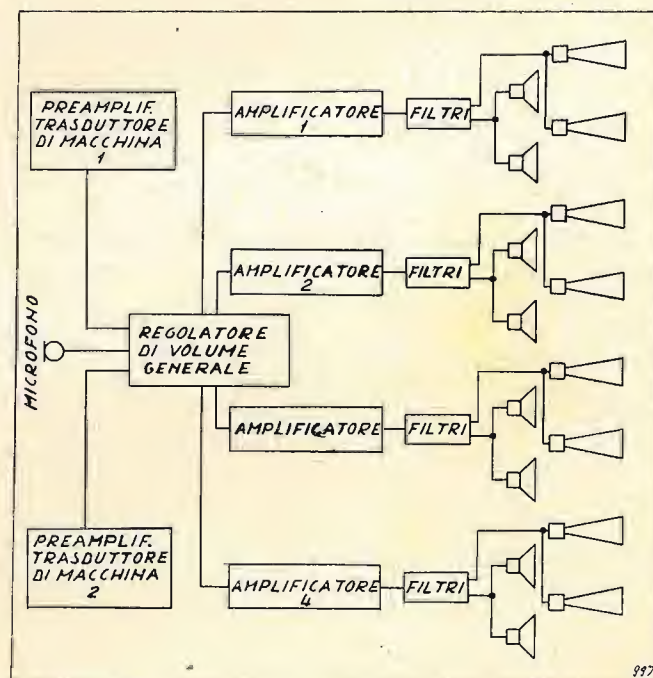 PREAMPLIF.
TRASDUTTORE
DI MACCHINA
1
MICROFONO
REGOLATORE
DI VOLUME
GENERALE
PREAMPLIF.
TRASDUTTORE
DI MACCHINA
2
AMPLIFICATORE
1
FILTRI
AMPLIFICATORE
2
FILTRI
AMPLIFICATORE
FILTRI
AMPLIFICATORE
4
FILTRI
997